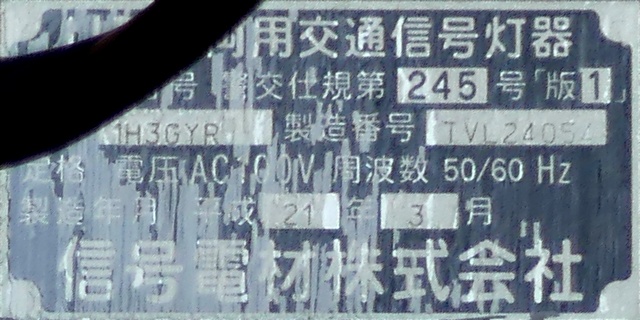 両用交通信号灯器
号 警交仕規第 245 号「版1」
1H3GYR 製造番号 TVL24054
定格 電圧 AC100V 周波数 50/60 Hz
製造年月 平成 21 年 3 月
信号電材株式会社